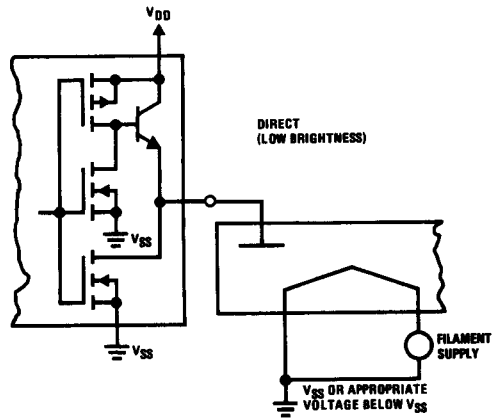 VDD
DIRECT
(LOW BRIGHTNESS)
VSS
VSS
FILAMENT
SUPPLY
VSS OR APPROPRIATE
VOLTAGE BELOW VSS